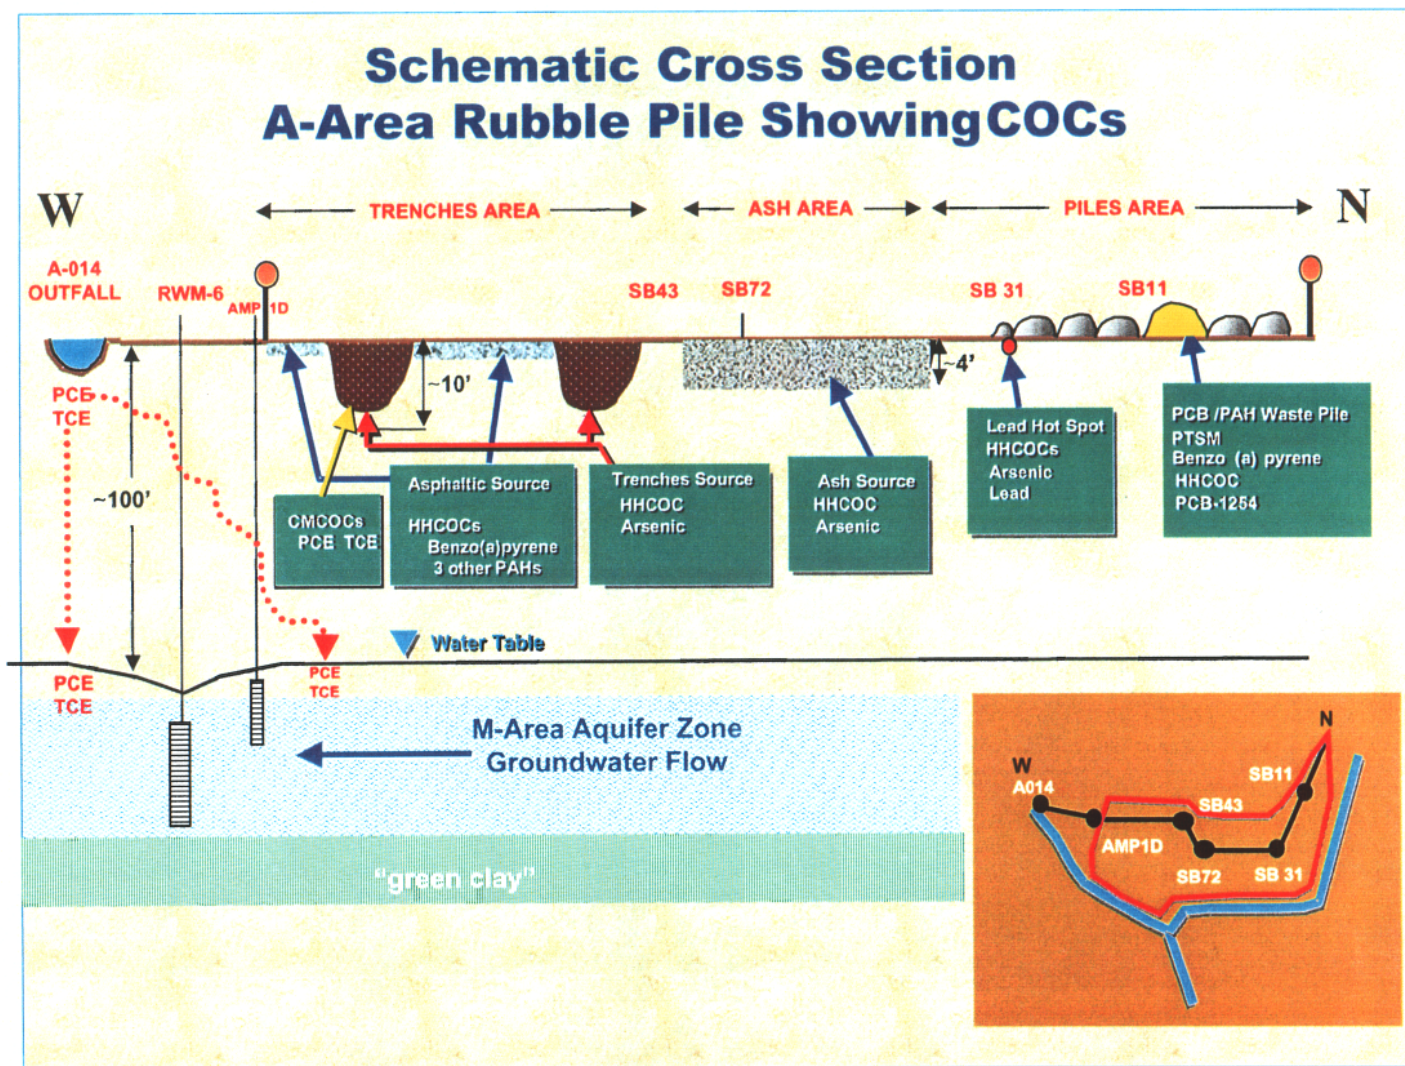 Schematic Cross Section
A-Area Rubble Pile Showing COCs
W
TRENCHES AREA
ASH AREA
PILES AREA
N
A-014
OUTFALL
RWM-6
AMP 1D
SB43
SB72
SB 31
SB11
~10'
~4'
PCE
TCE
~100'
CMCOCs
PCE TCE
Asphaltic Source
HHCOCs
Benzo(a)pyrene
3 other PAHs
Trenches Source
HHCOC
Arsenic
Ash Source
HHCOC
Arsenic
Lead Hot Spot
HHCOCs
Arsenic
Lead
PCB /PAH Waste Pile
PTSM
Benzo (a) pyrene
HHCOC
PCB-1254
Water Table
PCE
TCE
PCE
TCE
M-Area Aquifer Zone
Groundwater Flow
"green clay"
N
W
A014
SB11
SB43
AMP1D
SB72
SB 31